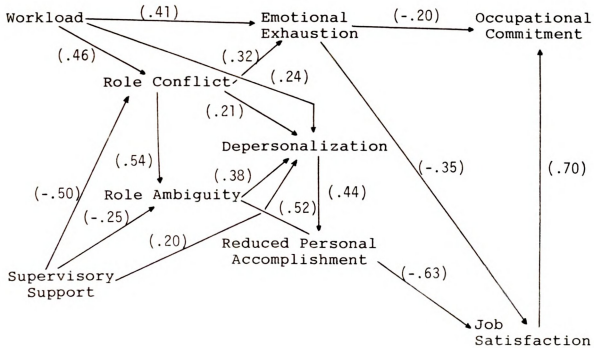 Workload (.41) Emotional (-.20) Occupational
Exhaustion Commitment
(.46) (.32)
Role Conflict (.24)
(.21)
Depersonalization
(.54) (.38) (-.35) (.70)
(-.50) Role Ambiguity (.44)
(-.25) (.52)
(.20) Reduced Personal
Accomplishment
Supervisory (-.63)
Support
Job
Satisfaction